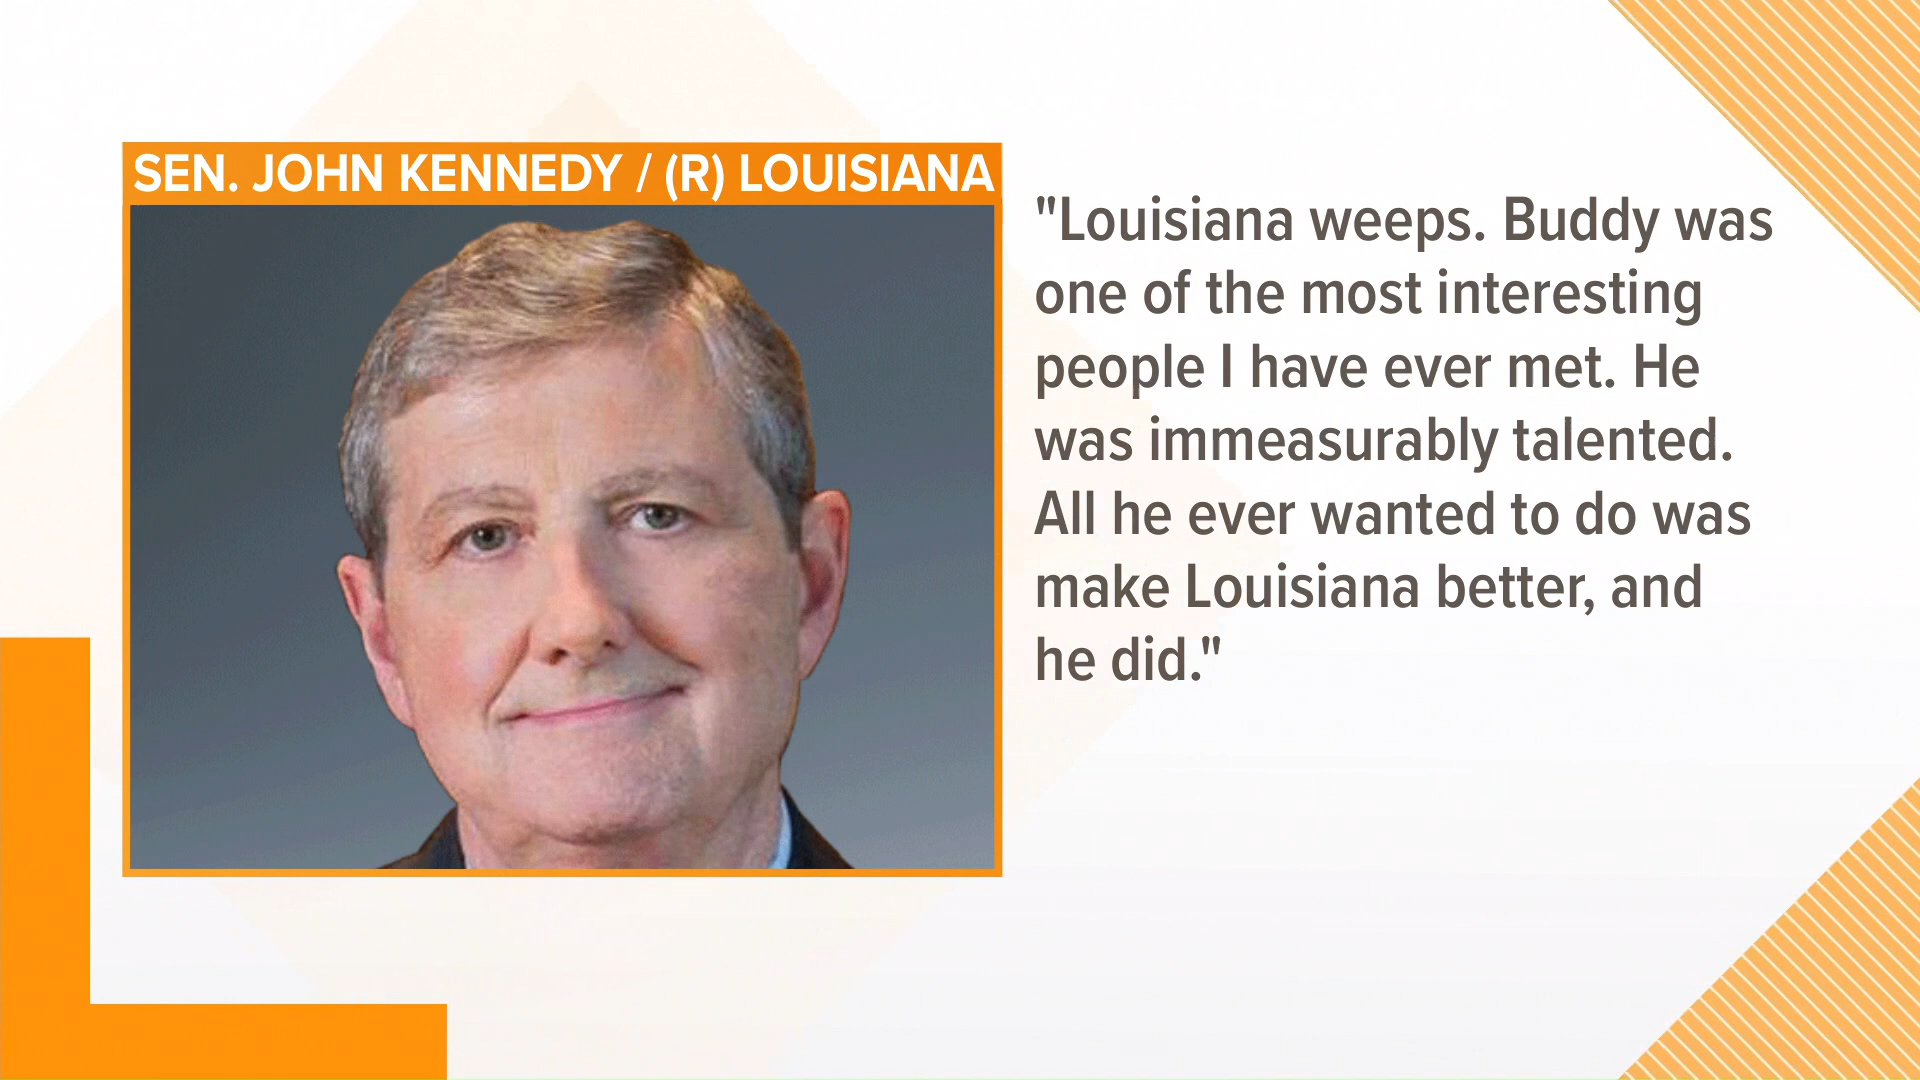 SEN. JOHN KENNEDY / (R) LOUISIANA
"Louisiana weeps. Buddy was
one of the most interesting
people I have ever met. He
was immeasurably talented.
All he ever wanted to do was
make Louisiana better, and
he did."